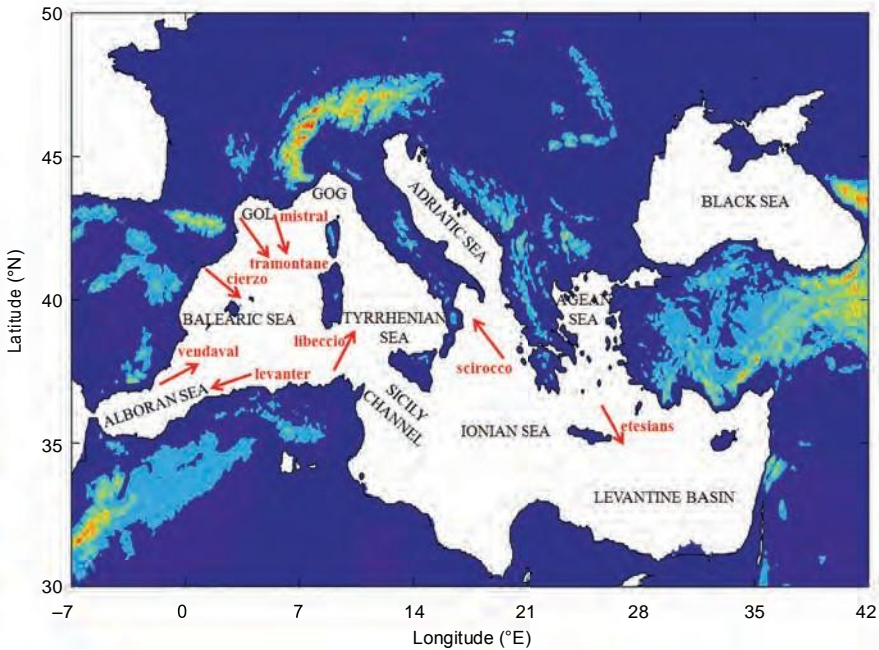 50
45
40
35
30
Latitude (°N)
–7
0
7
14
21
28
35
42
Longitude (°E)
GOG
GOL
mistral
ADRIATIC SEA
BLACK SEA
tramontane
cierzo
BALEARIC SEA
TYRRHENIAN
SEA
AGEAN
SEA
libeccio
vendaval
levanter
scirocco
ALBORAN SEA
SICILY
CHANNEL
IONIAN SEA
etesians
LEVANTINE BASIN